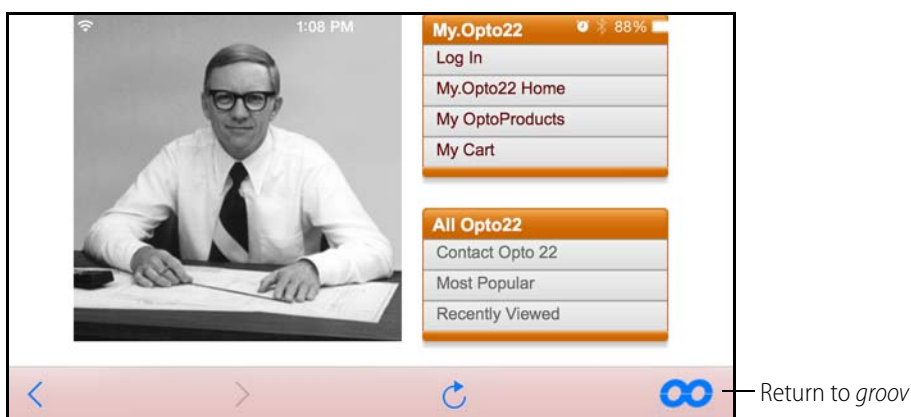 1:08 PM
88%
My.Opto22
Log In
My.Opto22 Home
My OptoProducts
My Cart
All Opto22
Contact Opto 22
Most Popular
Recently Viewed
Return to groov